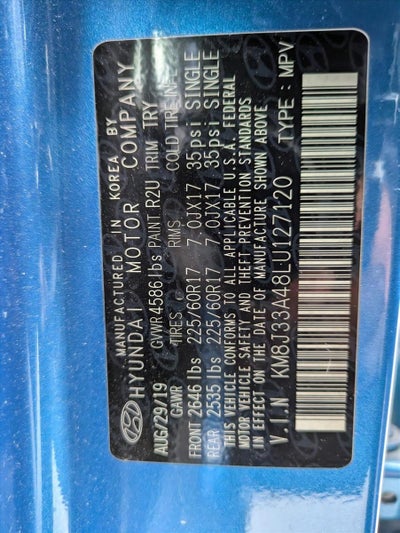 MANUFACTURED IN KOREA BY
HYUNDAI MOTOR COMPANY
AUG/29/19 GVWR 4586 lbs PAINT R2U TRIM TRY
GAWR TIRES RIMS COLD TIRE INFL
FRONT 2646 lbs 225/60R17 7.0JX17 35psi SINGLE
REAR 2535 lbs 225/60R17 7.0JX17 35psi SINGLE
THIS VEHICLE CONFORMS TO ALL APPLICABLE U.S.A. FEDERAL
MOTOR VEHICLE SAFETY AND THEFT PREVENTION STANDARDS
IN EFFECT ON THE DATE OF MANUFACTURE SHOWN ABOVE.
V.I.N KM8J33A48LU127120 TYPE: MPV